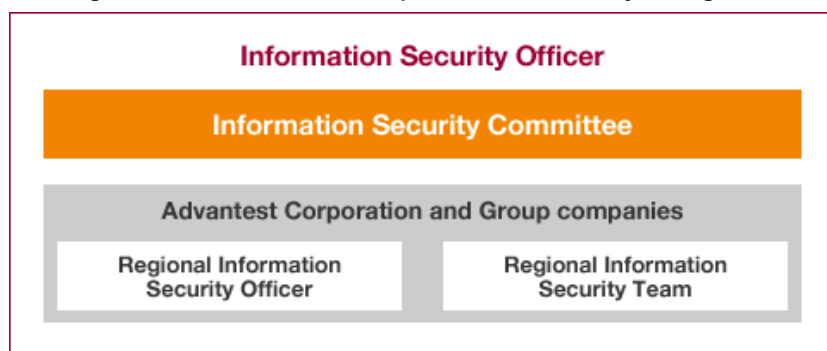 Information Security Officer
Information Security Committee
Advantest Corporation and Group companies
Regional Information
Security Officer
Regional Information
Security Team